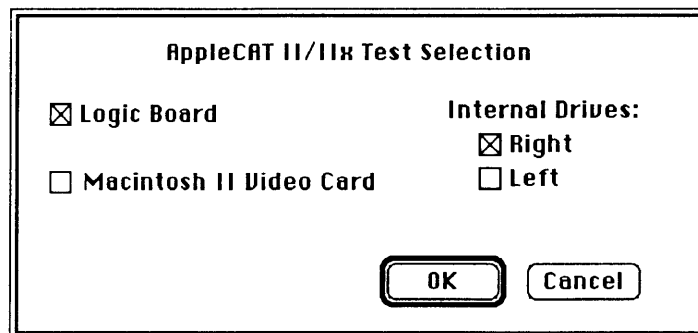 AppleCAT II/IIx Test Selection
Logic Board
Macintosh II Video Card
Internal Drives:
Right
Left
OK
Cancel